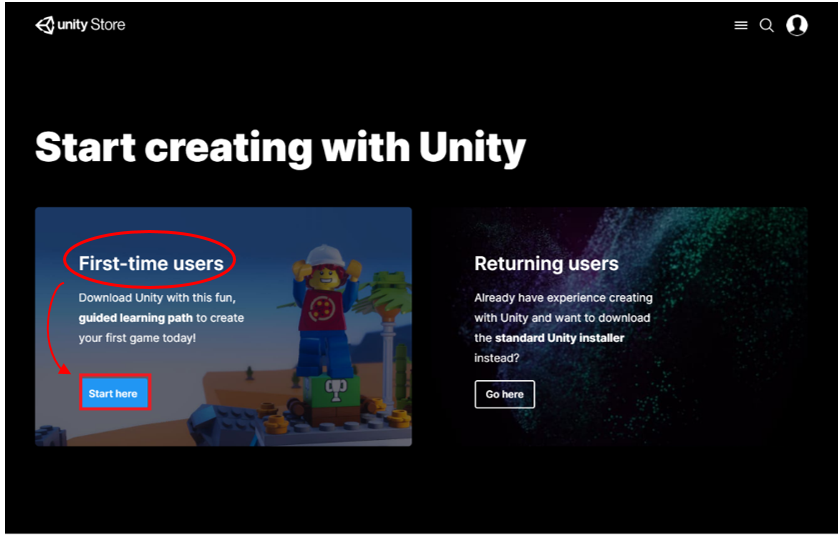 unity Store
Start creating with Unity
First-time users
Download Unity with this fun,
guided learning path to create
your first game today!
Start here
Returning users
Already have experience creating
with Unity and want to download
the standard Unity installer
instead?
Go here